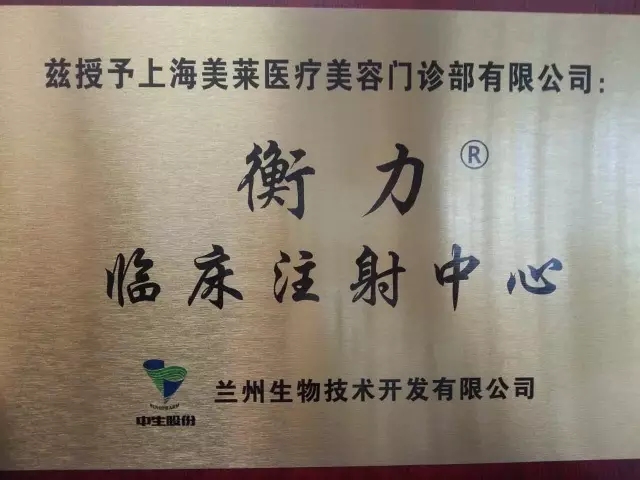 兹授予上海美莱医疗美容门诊部有限公司：
衡力®
临床注射中心
中生股份
兰州生物技术开发有限公司